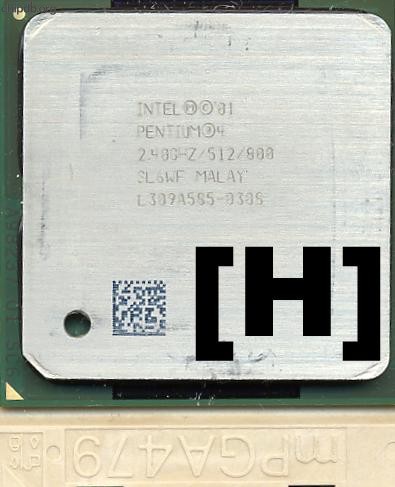 INTEL Ⓜ©'01
PENTIUM®4
2.40GHZ/512/800
SL6WF MALAY
L309A585-0308
[H]
mPGA479